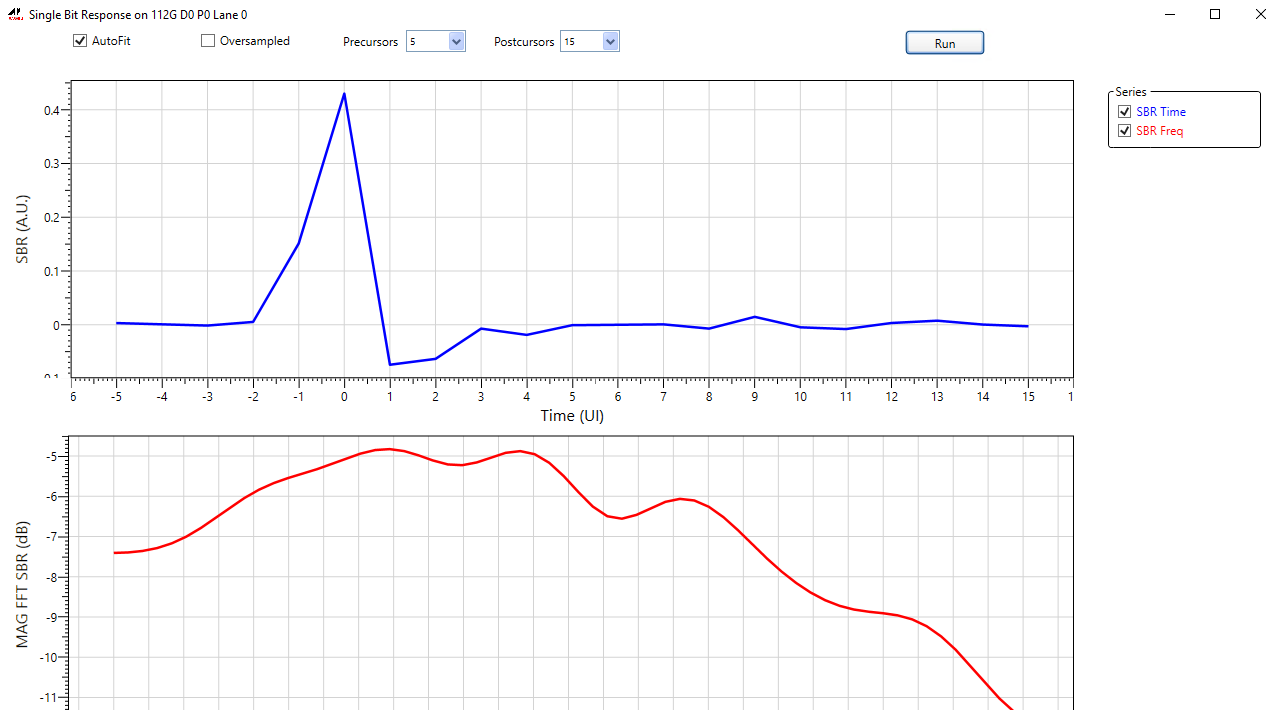 Single Bit Response on 112G D0 P0 Lane 0
AutoFit
Oversampled
Precursors 5
Postcursors 15
Run
Series
SBR Time
SBR Freq
SBR (A.U.)
0.4
0.3
0.2
0.1
0
6 -5 -4 -3 -2 -1 0 1 2 3 4 5 6 7 8 9 10 11 12 13 14 15 1
Time (UI)
MAG FFT SBR (dB)
-5
-6
-7
-8
-9
-10
-11